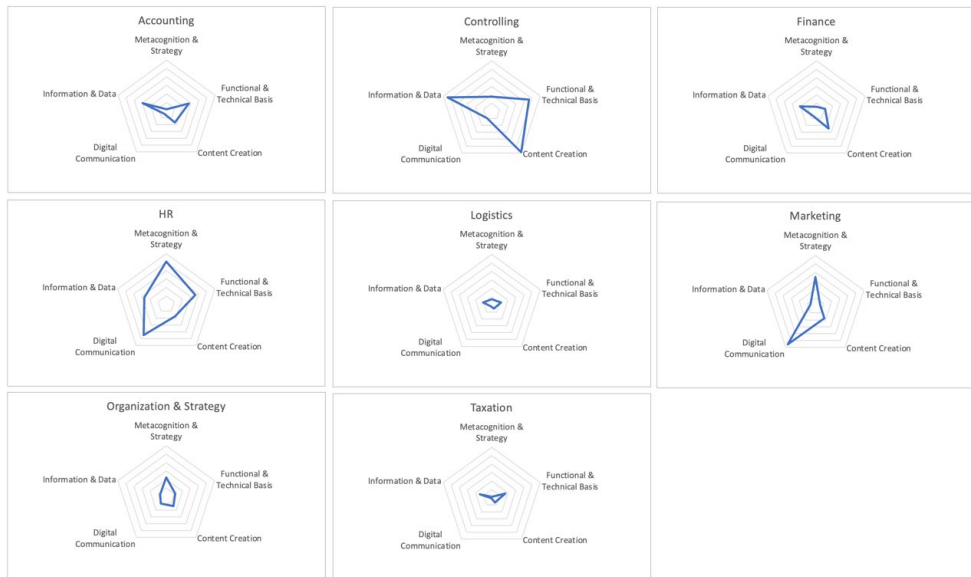 Accounting
Metacognition &
Strategy
Information & Data
Functional &
Technical Basis
Digital
Communication
Content Creation
Controlling
Metacognition &
Strategy
Information & Data
Functional &
Technical Basis
Digital
Communication
Content Creation
Finance
Metacognition &
Strategy
Information & Data
Functional &
Technical Basis
Digital
Communication
Content Creation
HR
Metacognition &
Strategy
Information & Data
Functional &
Technical Basis
Digital
Communication
Content Creation
Logistics
Metacognition &
Strategy
Information & Data
Functional &
Technical Basis
Digital
Communication
Content Creation
Marketing
Metacognition &
Strategy
Information & Data
Functional &
Technical Basis
Digital
Communication
Content Creation
Organization & Strategy
Metacognition &
Strategy
Information & Data
Functional &
Technical Basis
Digital
Communication
Content Creation
Taxation
Metacognition &
Strategy
Information & Data
Functional &
Technical Basis
Digital
Communication
Content Creation